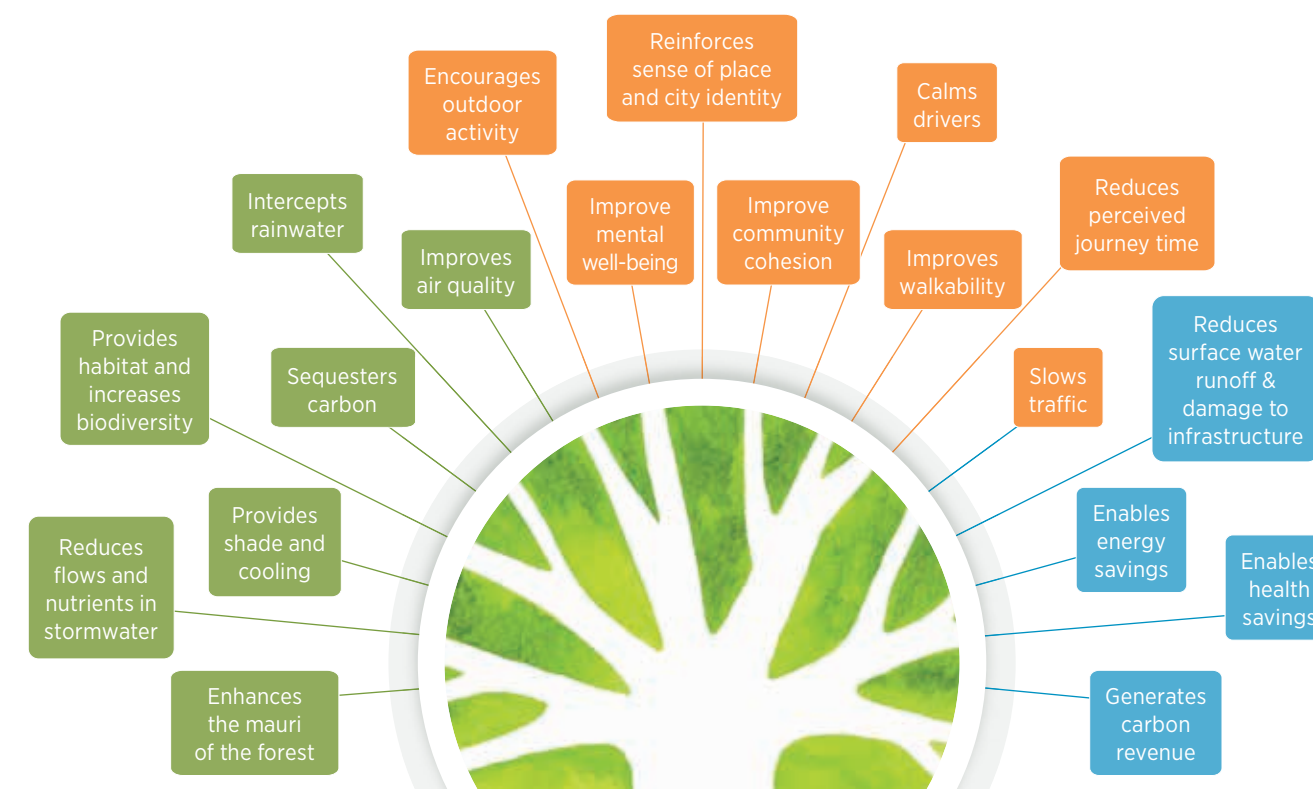 Reinforces
sense of place
and city identity
Encourages
outdoor
activity
Calms
drivers
Intercepts
rainwater
Improve
mental
well-being
Improve
community
cohesion
Reduces
perceived
journey time
Improves
air quality
Improves
walkability
Provides
habitat and
increases
biodiversity
Sequesters
carbon
Slows
traffic
Reduces
surface water
runoff &
damage to
infrastructure
Reduces
flows and
nutrients in
stormwater
Provides
shade and
cooling
Enables
energy
savings
Enables
health
savings
Enhances
the mauri
of the forest
Generates
carbon
revenue